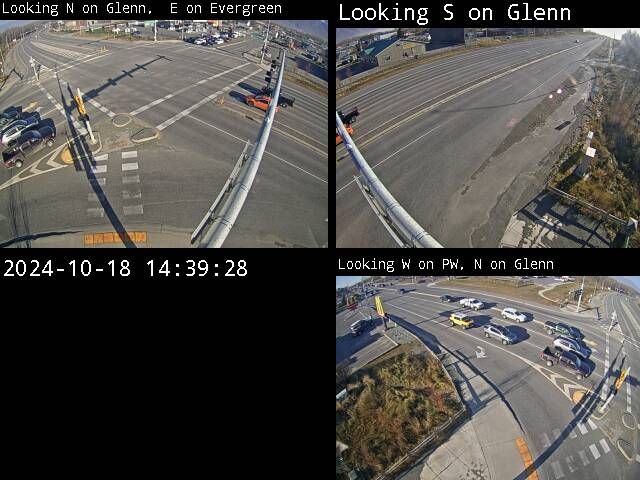 Looking N on Glenn, E on Evergreen
Looking S on Glenn
2024-10-18 14:39:28
Looking W on PW, N on Glenn